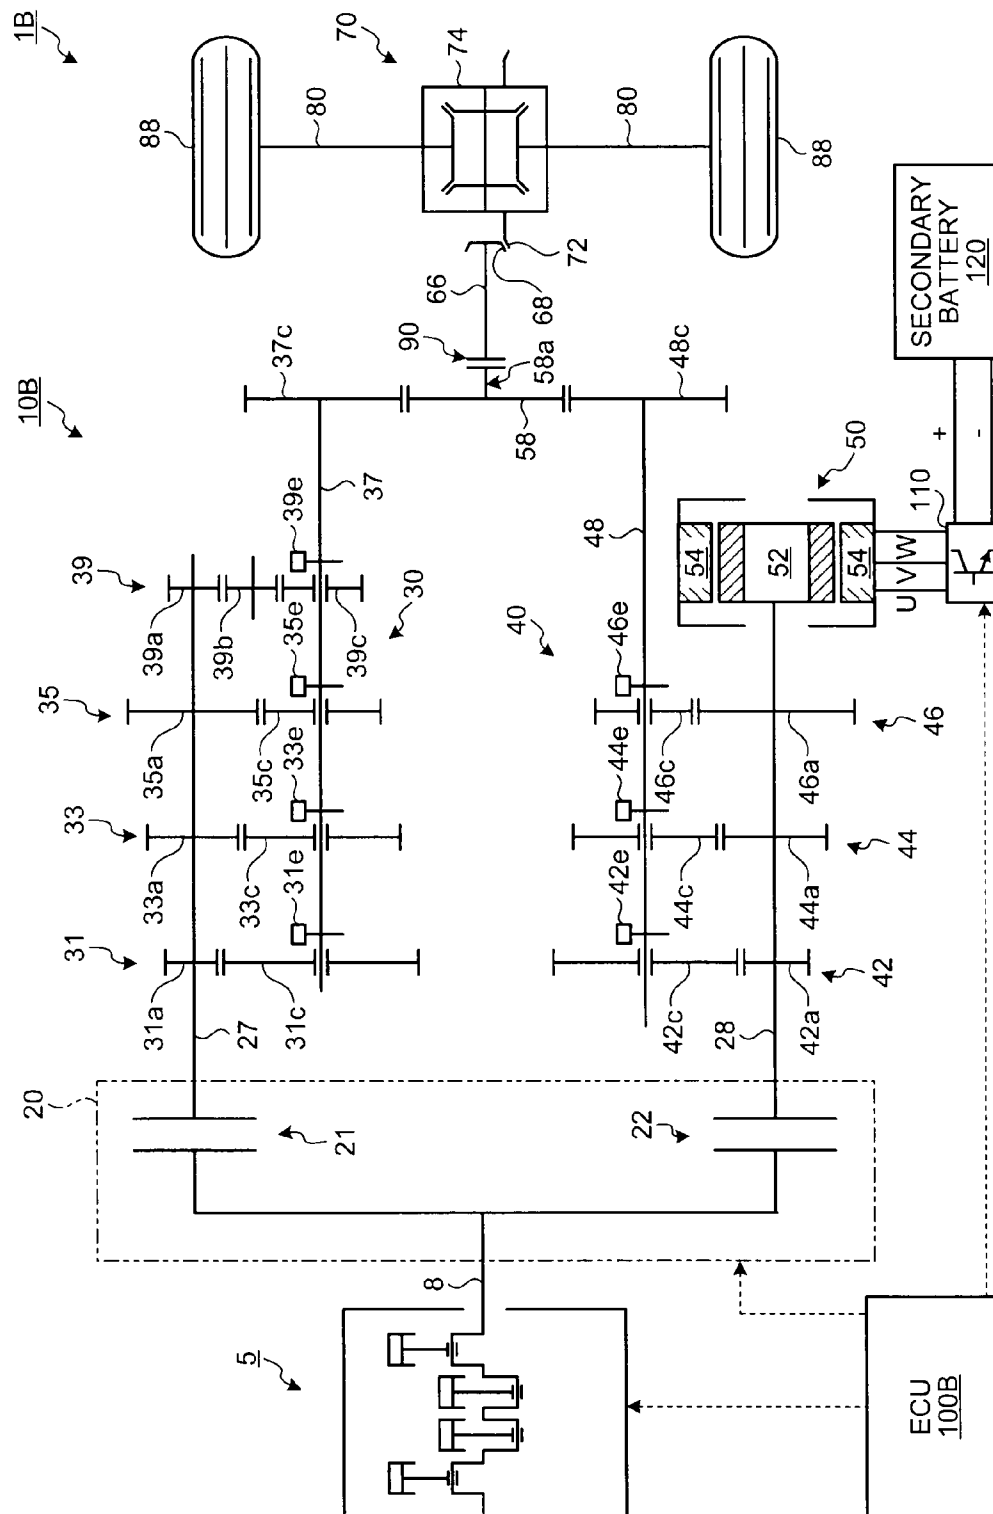 1B
70
74
88
80
80
88
72
68
66
90
58a
58
37c
48c
10B
SECONDARY
BATTERY
120
+
-
50
110
37
48
39e
39
39a
39b
39c
30
54
52
54
U V W
40
35e
46e
35
35a
35c
33e
44e
46c
46a
46
33
33a
33c
31e
42e
44c
44a
44
31
31a
31c
27
42c
42a
42
28
20
21
22
8
5
ECU
100B